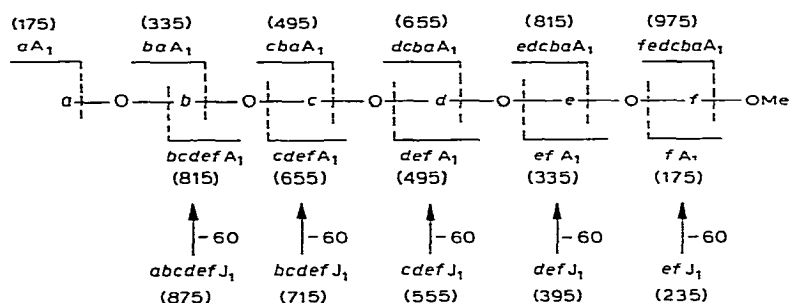 (175) (335) (495) (655) (815) (975)
aA₁ baA₁ cbaA₁ dcbaA₁ edcbaA₁ fedcbaA₁
a O b O c O d O e O f OMe
bcdefA₁ cdefA₁ defA₁ efA₁ fA₁
(815) (655) (495) (335) (175)
-60 -60 -60 -60 -60
abcdefJ₁ bcdefJ₁ cdefJ₁ defJ₁ efJ₁
(875) (715) (555) (395) (235)